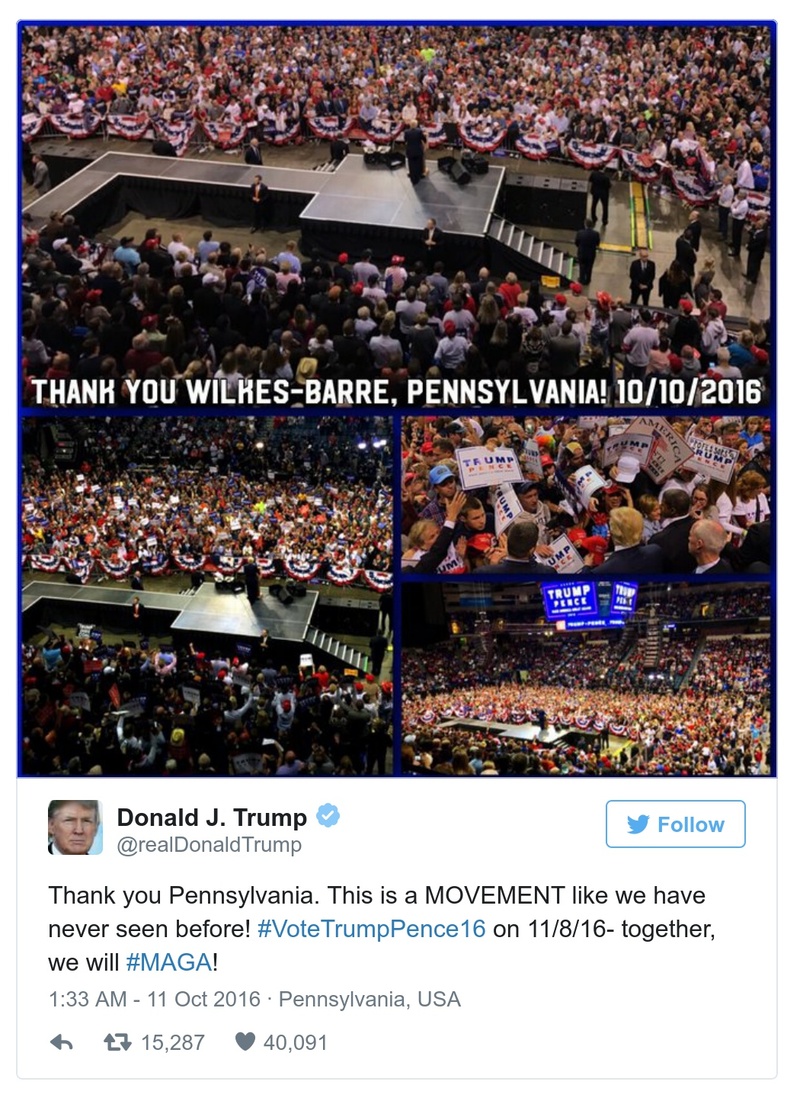 THANK YOU WILKES-BARRE, PENNSYLVANIA! 10/10/2016
TRUMP
PENCE
TRUMP
TRUMP
PENCE
Donald J. Trump
@realDonaldTrump
Follow
Thank you Pennsylvania. This is a MOVEMENT like we have
never seen before! #VoteTrumpPence16 on 11/8/16- together,
we will #MAGA!
1:33 AM - 11 Oct 2016 · Pennsylvania, USA
15,287 40,091